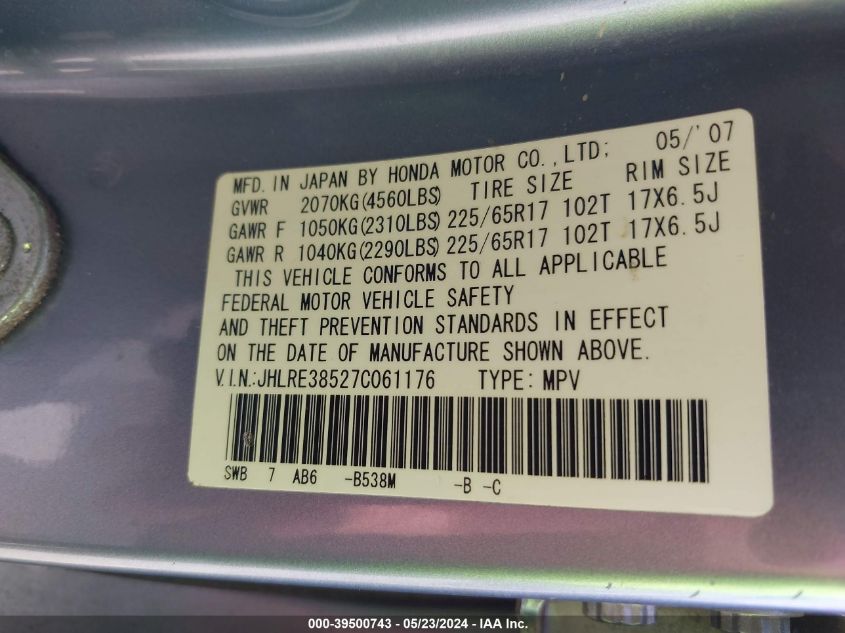 MFD. IN JAPAN BY HONDA MOTOR CO., LTD; 05/'07
GVWR 2070KG(4560LBS) TIRE SIZE RIM SIZE
GAWR F 1050KG(2310LBS) 225/65R17 102T 17X6.5J
GAWR R 1040KG(2290LBS) 225/65R17 102T 17X6.5J
THIS VEHICLE CONFORMS TO ALL APPLICABLE
FEDERAL MOTOR VEHICLE SAFETY
AND THEFT PREVENTION STANDARDS IN EFFECT
ON THE DATE OF MANUFACTURE SHOWN ABOVE.
V.I.N.:JHLRE38527C061176 TYPE: MPV
SWB 7 AB6 -B538M -B -C
000-39500743 / 05/23/2024 - IAA Inc.